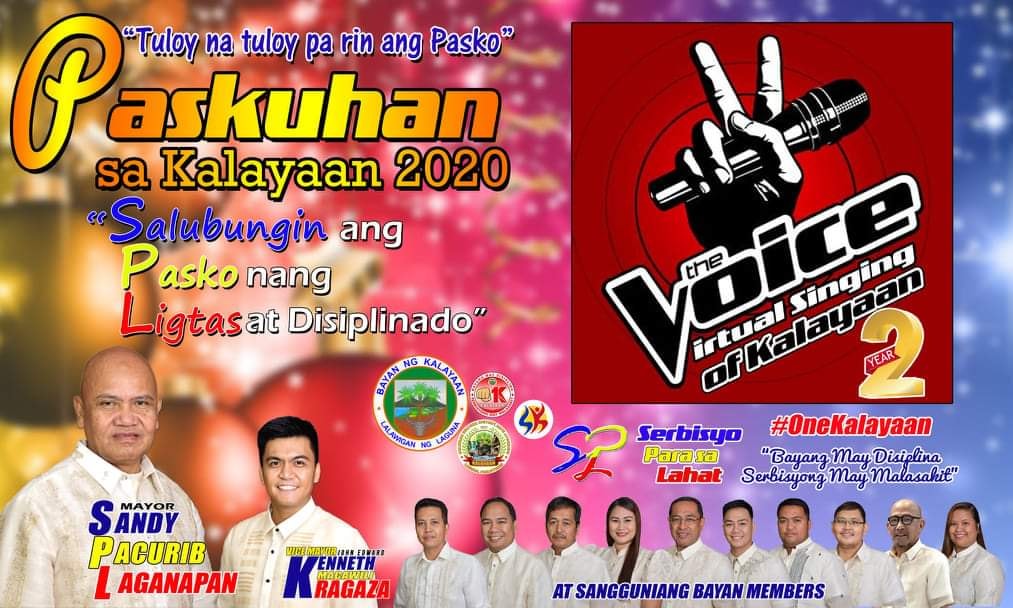 “Tuloy na tuloy pa rin ang Pasko”
Paskuhan
sa Kalayaan 2020
“Salubungin ang
Pasko nang
Ligtas at Disiplinado”
the
Voice
Virtual Singing
of Kalayaan
YEAR
2
BAYAN NG KALAYAAN
LALAWIGAN NG LAGUNA
SPL
Serbisyo
Para sa
Lahat
#OneKalayaan
"Bayang May Disiplina
Serbisyong May Malasakit"
MAYOR
SANDY
PACURIB
LAGANAPAN
VICE MAYOR JOHN EDWARD
KENNETH
MACAWILI
KRAGAZA
AT SANGGUNIANG BAYAN MEMBERS